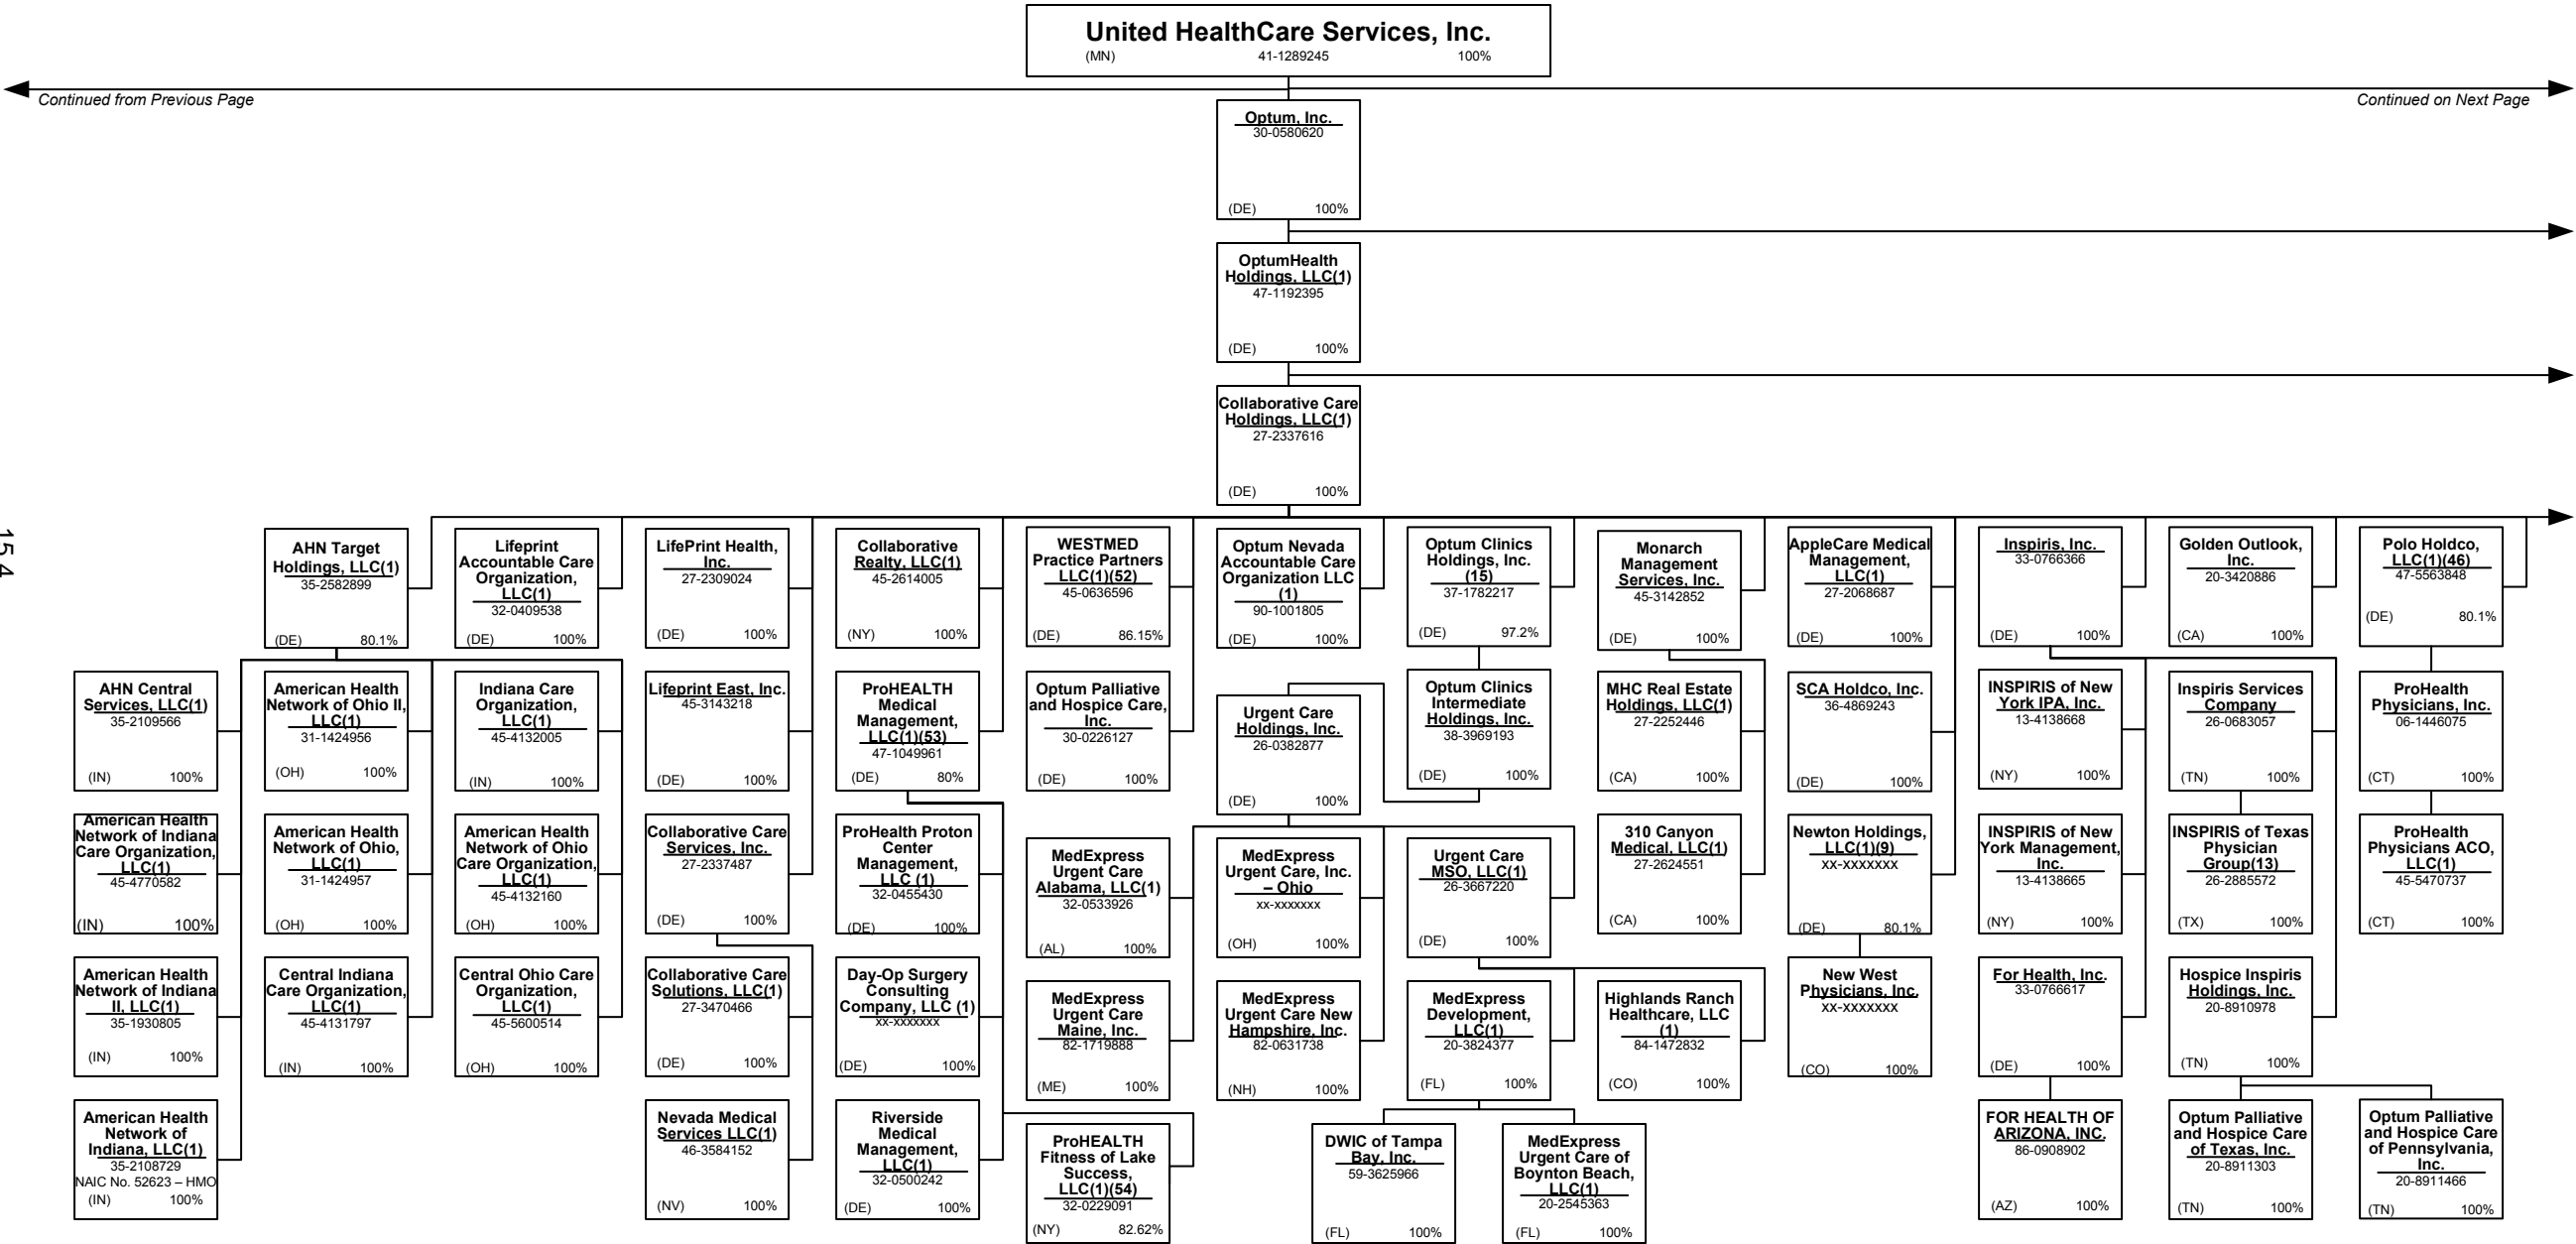 United HealthCare Services, Inc.
(MN) 41-1289245 100%
Continued from Previous Page
Continued on Next Page
Optum, Inc.
30-0580620
(DE) 100%
OptumHealth
Holdings, LLC(1)
47-1192395
(DE) 100%
Collaborative Care
Holdings, LLC(1)
27-2337616
(DE) 100%
15.4
AHN Target
Holdings, LLC(1)
35-2582899
(DE) 80.1%
Lifeprint
Accountable Care
Organization,
LLC(1)
32-0409538
(DE) 100%
LifePrint Health,
Inc.
27-2309024
(DE) 100%
Collaborative
Realty, LLC(1)
45-2614005
(NY) 100%
WESTMED
Practice Partners
LLC(1)(52)
45-0636596
(DE) 86.15%
Optum Nevada
Accountable Care
Organization LLC
(1)
90-1001805
(DE) 100%
Optum Clinics
Holdings, Inc.
(15)
37-1782217
(DE) 97.2%
Monarch
Management
Services, Inc.
45-3142852
(DE) 100%
AppleCare Medical
Management,
LLC(1)
27-2068687
(DE) 100%
Inspiris, Inc.
33-0766366
(DE) 100%
Golden Outlook,
Inc.
20-3420886
(CA) 100%
Polo Holdco,
LLC(1)(46)
47-5563848
(DE) 80.1%
AHN Central
Services, LLC(1)
35-2109566
(IN) 100%
American Health
Network of Ohio II,
LLC(1)
31-1424956
(OH) 100%
Indiana Care
Organization,
LLC(1)
45-4132005
(IN) 100%
Lifeprint East, Inc.
45-3143218
(DE) 100%
ProHEALTH
Medical
Management,
LLC(1)(53)
47-1049961
(DE) 80%
Optum Palliative
and Hospice Care,
Inc.
30-0226127
(DE) 100%
Urgent Care
Holdings, Inc.
26-0382877
(DE) 100%
Optum Clinics
Intermediate
Holdings, Inc.
38-3969193
(DE) 100%
MHC Real Estate
Holdings, LLC(1)
27-2252446
(CA) 100%
SCA Holdco, Inc.
36-4869243
(DE) 100%
INSPIRIS of New
York IPA, Inc.
13-4138668
(NY) 100%
Inspiris Services
Company
26-0683057
(TN) 100%
ProHealth
Physicians, Inc.
06-1446075
(CT) 100%
American Health
Network of Indiana
Care Organization,
LLC(1)
45-4770582
(IN) 100%
American Health
Network of Ohio,
LLC(1)
31-1424957
(OH) 100%
American Health
Network of Ohio
Care Organization,
LLC(1)
45-4132160
(OH) 100%
Collaborative Care
Services, Inc.
27-2337487
(DE) 100%
ProHealth Proton
Center
Management,
LLC (1)
32-0455430
(DE) 100%
MedExpress
Urgent Care
Alabama, LLC(1)
32-0533926
(AL) 100%
MedExpress
Urgent Care, Inc.
– Ohio
xx-xxxxxxx
(OH) 100%
Urgent Care
MSO, LLC(1)
26-3667220
(DE) 100%
310 Canyon
Medical, LLC(1)
27-2624551
(CA) 100%
Newton Holdings,
LLC(1)(9)
xx-xxxxxxx
(DE) 80.1%
INSPIRIS of New
York Management,
Inc.
13-4138665
(NY) 100%
INSPIRIS of Texas
Physician
Group(13)
26-2885572
(TX) 100%
ProHealth
Physicians ACO,
LLC(1)
45-5470737
(CT) 100%
American Health
Network of Indiana
II, LLC(1)
35-1930805
(IN) 100%
Central Indiana
Care Organization,
LLC(1)
45-4131797
(IN) 100%
Central Ohio Care
Organization,
LLC(1)
45-5600514
(OH) 100%
Collaborative Care
Solutions, LLC(1)
27-3470466
(DE) 100%
Day-Op Surgery
Consulting
Company, LLC (1)
xx-xxxxxxx
(DE) 100%
MedExpress
Urgent Care
Maine, Inc.
82-1719888
(ME) 100%
MedExpress
Urgent Care New
Hampshire, Inc.
82-0631738
(NH) 100%
MedExpress
Development,
LLC(1)
20-3824377
(FL) 100%
Highlands Ranch
Healthcare, LLC
(1)
84-1472832
(CO) 100%
New West
Physicians, Inc.
xx-xxxxxxx
(CO) 100%
For Health, Inc.
33-0766617
(DE) 100%
Hospice Inspiris
Holdings, Inc.
20-8910978
(TN) 100%
American Health
Network of
Indiana, LLC(1)
35-2108729
NAIC No. 52623 – HMO
(IN) 100%
Nevada Medical
Services LLC(1)
46-3584152
(NV) 100%
Riverside
Medical
Management,
LLC(1)
32-0500242
(DE) 100%
ProHEALTH
Fitness of Lake
Success,
LLC(1)(54)
32-0229091
(NY) 82.62%
DWIC of Tampa
Bay, Inc.
59-3625966
(FL) 100%
MedExpress
Urgent Care of
Boynton Beach,
LLC(1)
20-2545363
(FL) 100%
FOR HEALTH OF
ARIZONA, INC.
86-0908902
(AZ) 100%
Optum Palliative
and Hospice Care
of Texas, Inc.
20-8911303
(TN) 100%
Optum Palliative
and Hospice Care
of Pennsylvania,
Inc.
20-8911466
(TN) 100%